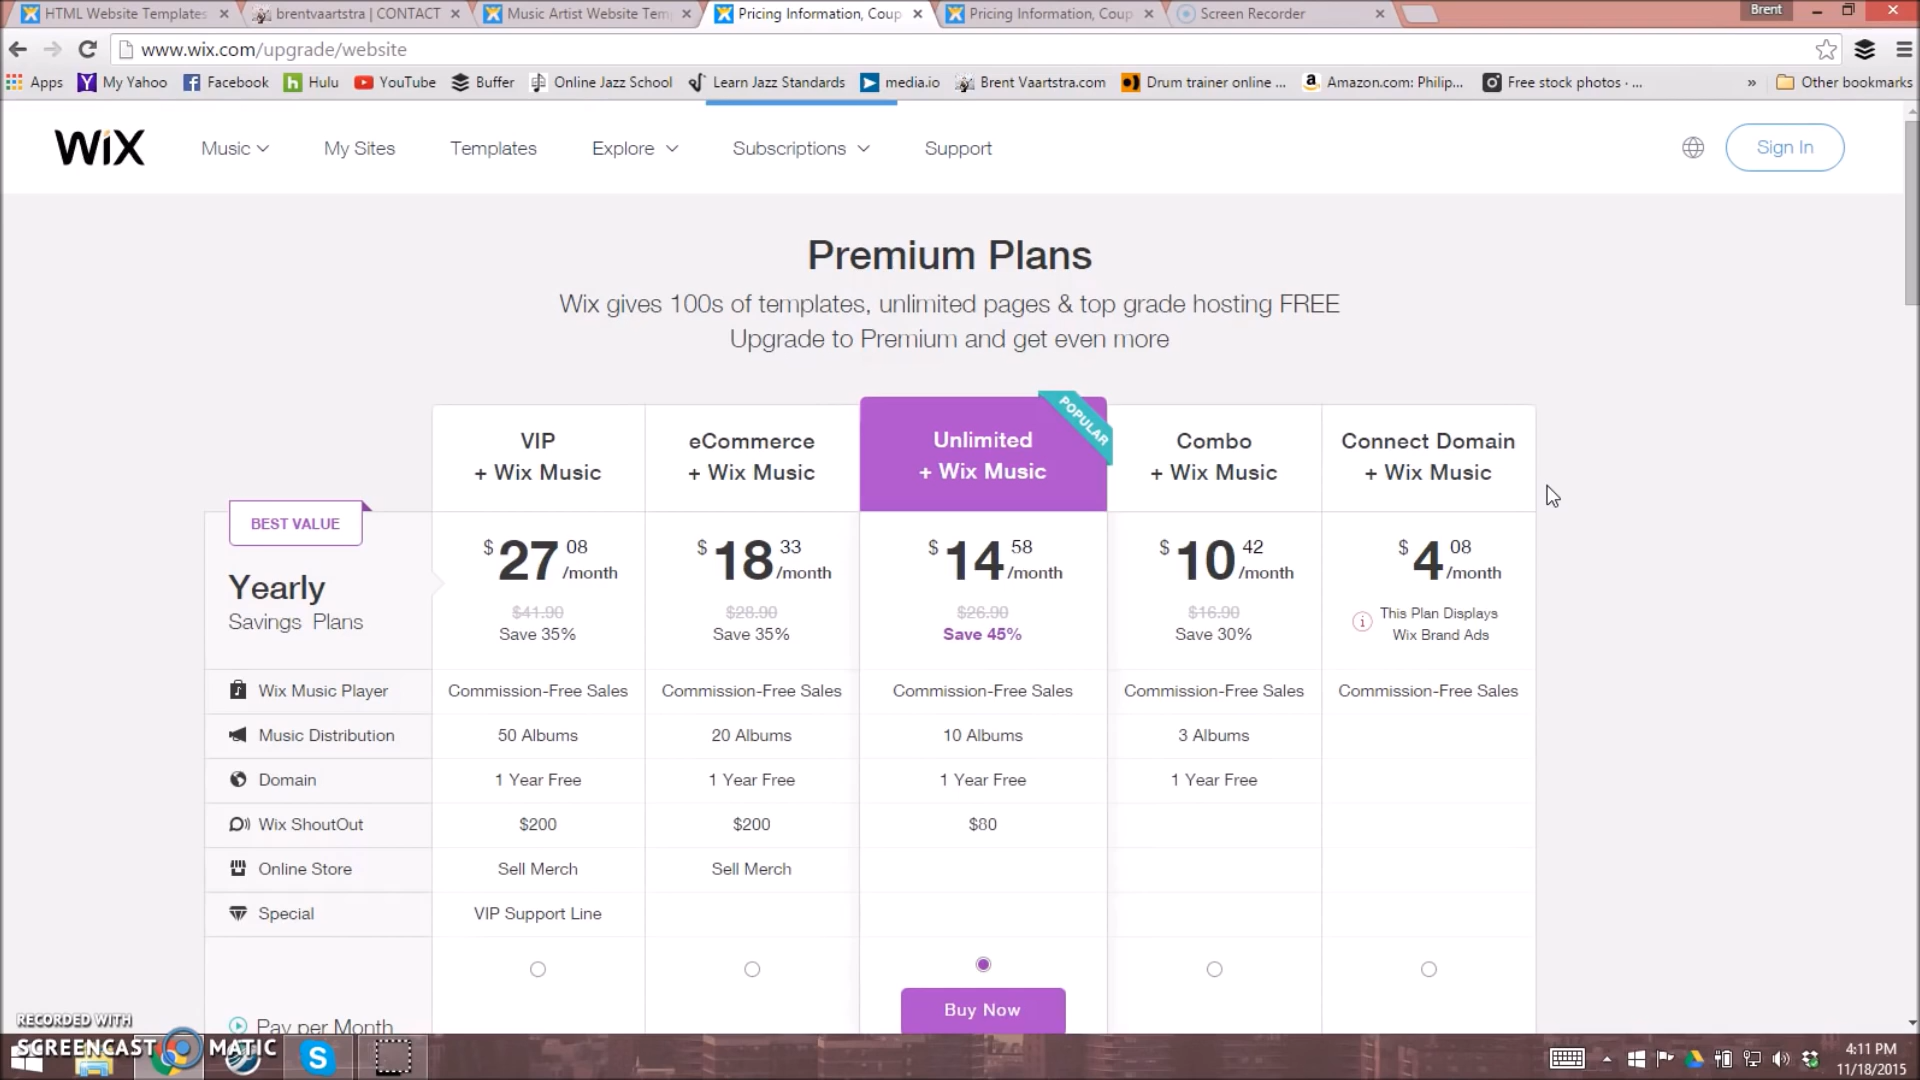 HTML Website Templates
brentvaartstra | CONTACT
Music Artist Website Tem
Pricing Information, Coup
Pricing Information, Coup
Screen Recorder
Brent
www.wix.com/upgrade/website
Apps
My Yahoo
Facebook
Hulu
YouTube
Buffer
Online Jazz School
Learn Jazz Standards
media.io
Brent Vaartstra.com
Drum trainer online ...
Amazon.com: Philip...
Free stock photos · ...
»
Other bookmarks
WiX
Music
My Sites
Templates
Explore
Subscriptions
Support
Sign In
Premium Plans
Wix gives 100s of templates, unlimited pages & top grade hosting FREE
Upgrade to Premium and get even more
VIP
+ Wix Music
eCommerce
+ Wix Music
Unlimited
+ Wix Music
POPULAR
Combo
+ Wix Music
Connect Domain
+ Wix Music
BEST VALUE
Yearly
Savings Plans
$27 08 /month
$41.90
Save 35%
$18 33 /month
$28.90
Save 35%
$14 58 /month
$26.90
Save 45%
$10 42 /month
$16.90
Save 30%
$4 08 /month
This Plan Displays
Wix Brand Ads
Wix Music Player
Commission-Free Sales
Commission-Free Sales
Commission-Free Sales
Commission-Free Sales
Commission-Free Sales
Music Distribution
50 Albums
20 Albums
10 Albums
3 Albums
Domain
1 Year Free
1 Year Free
1 Year Free
1 Year Free
Wix ShoutOut
$200
$200
$80
Online Store
Sell Merch
Sell Merch
Special
VIP Support Line
Buy Now
Pay per Month
RECORDED WITH
SCREENCAST MATIC
4:11 PM
11/18/2015